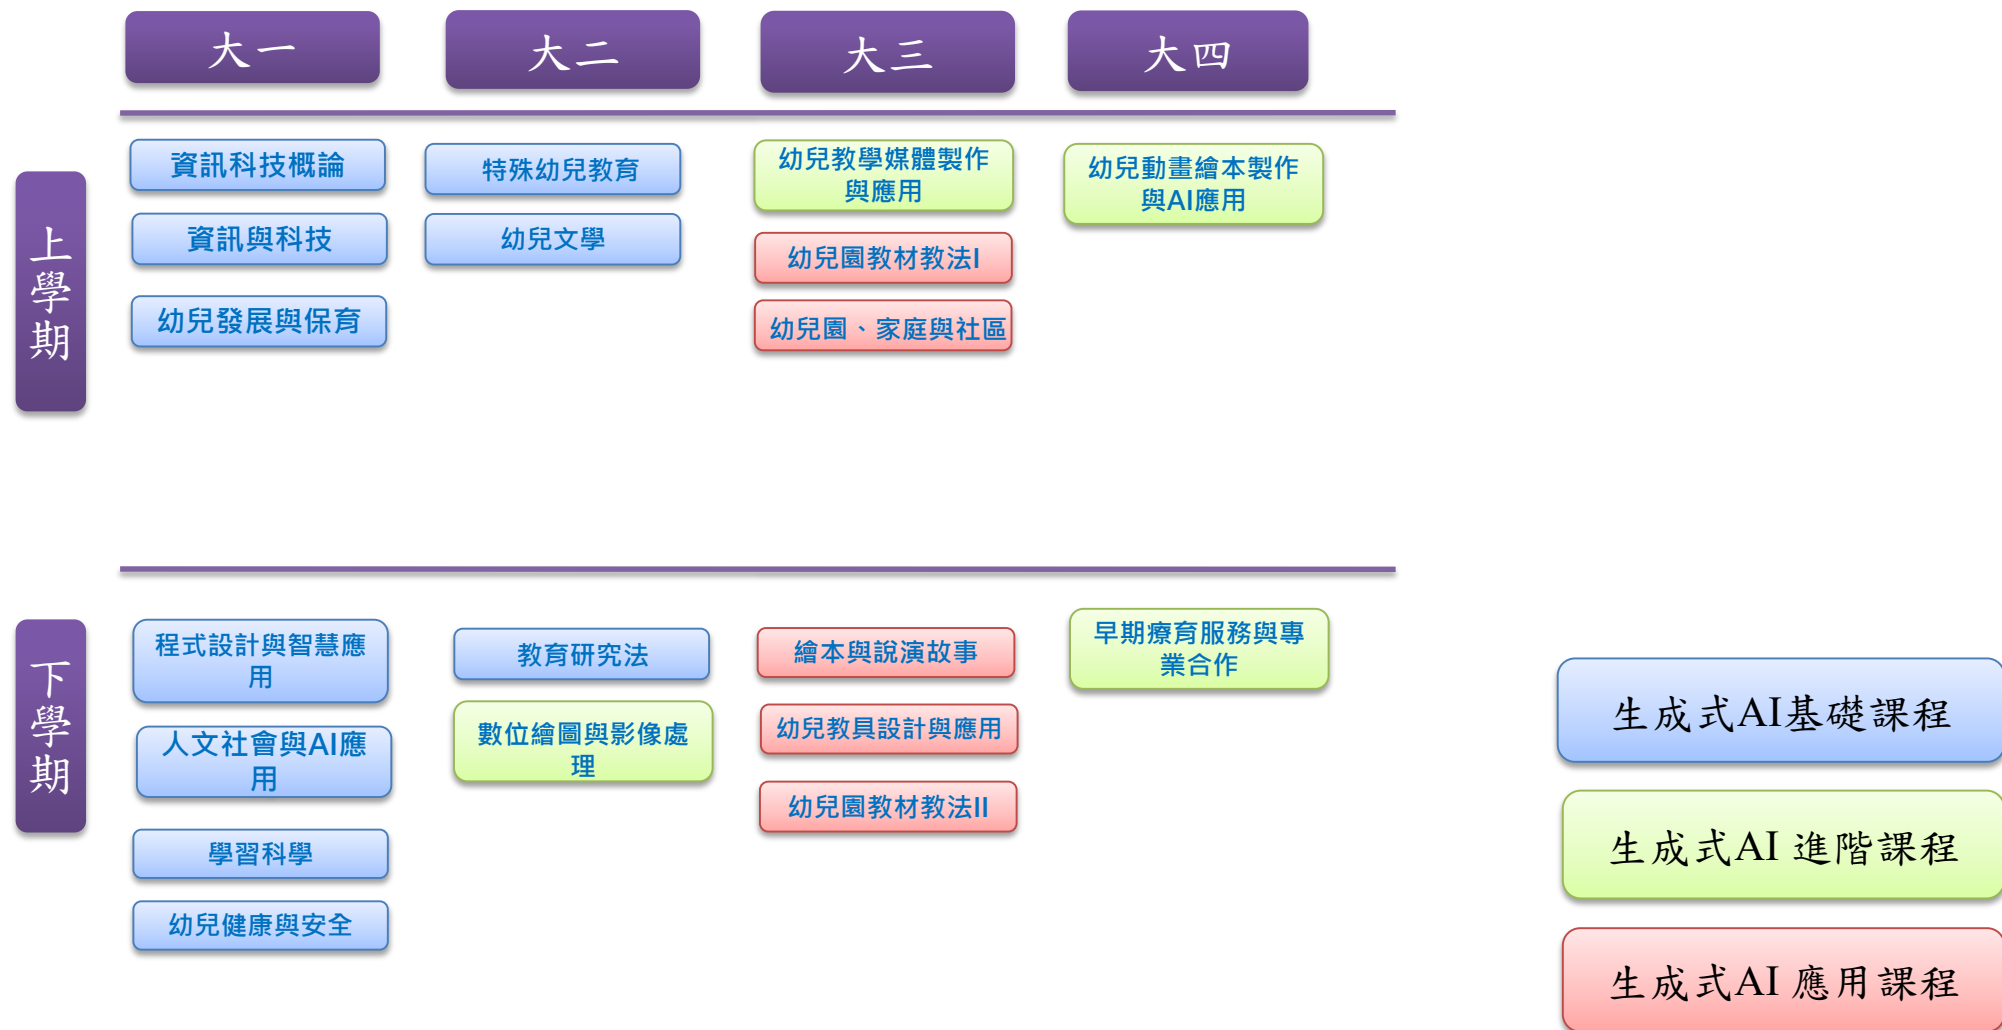 大一
大二
大三
大四
上學期
資訊科技概論
資訊與科技
幼兒發展與保育
特殊幼兒教育
幼兒文學
幼兒教學媒體製作
與應用
幼兒園教材教法I
幼兒園、家庭與社區
幼兒動畫繪本製作
與AI應用
下學期
程式設計與智慧應
用
人文社會與AI應
用
學習科學
幼兒健康與安全
教育研究法
數位繪圖與影像處
理
繪本與說演故事
幼兒教具設計與應用
幼兒園教材教法II
早期療育服務與專
業合作
生成式AI基礎課程
生成式AI 進階課程
生成式AI 應用課程